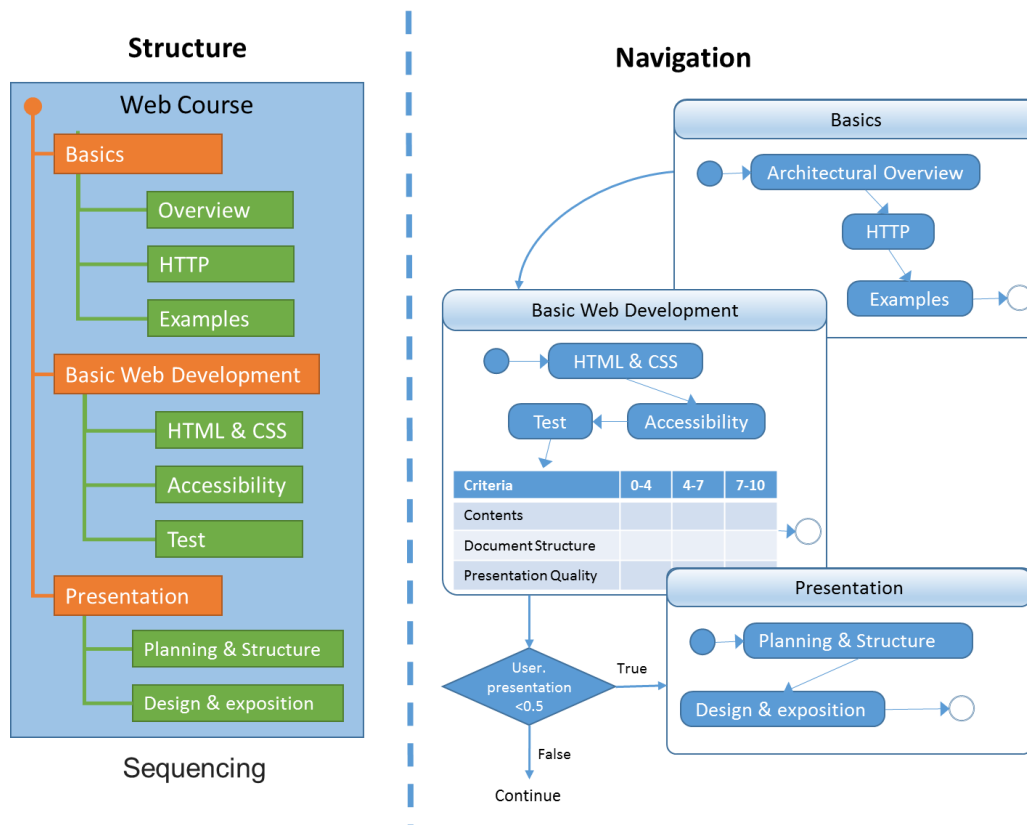 Structure
Web Course
Basics
Overview
HTTP
Examples
Basic Web Development
HTML & CSS
Accessibility
Test
Presentation
Planning & Structure
Design & exposition
Sequencing
Navigation
Basics
Architectural Overview
HTTP
Examples
Basic Web Development
HTML & CSS
Test
Accessibility
Criteria 0-4 4-7 7-10
Contents
Document Structure
Presentation Quality
Presentation
Planning & Structure
Design & exposition
User.
presentation
<0.5
True
False
Continue